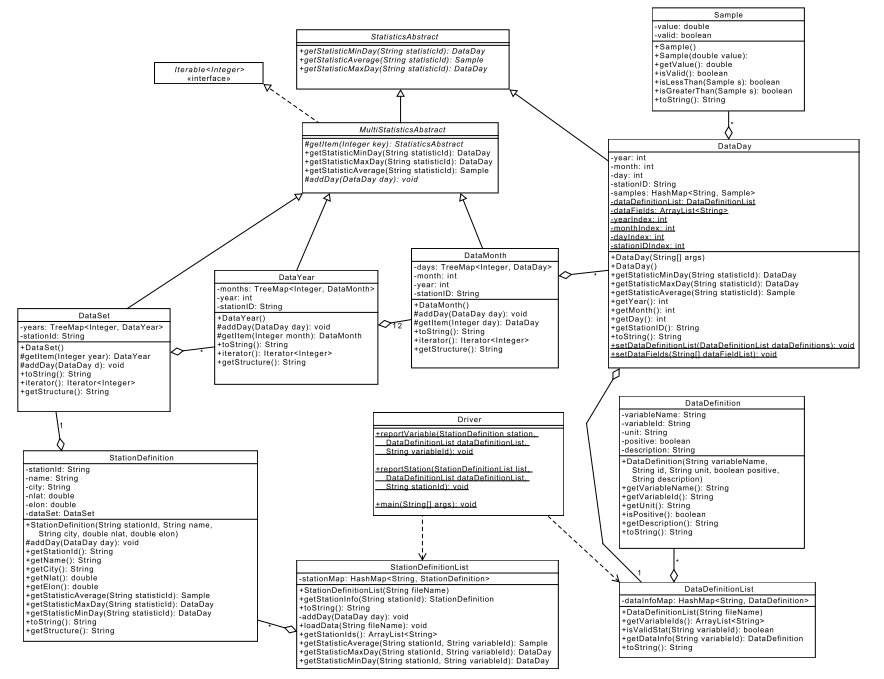 Sample
-value: double
-valid: boolean
+Sample()
+Sample(double value):
+getValue(): double
+isValid(): boolean
+isLessThan(Sample s): boolean
+isGreaterThan(Sample s): boolean
+toString(): String
*
StatisticsAbstract
+getStatisticMinDay(String statisticId): DataDay
+getStatisticAverage(String statisticId): Sample
+getStatisticMaxDay(String statisticId): DataDay
Iterable<Integer>
«interface»
MultiStatisticsAbstract
#getItem(Integer key): StatisticsAbstract
+getStatisticMinDay(String statisticId): DataDay
+getStatisticMaxDay(String statisticId): DataDay
+getStatisticAverage(String statisticId): Sample
#addDay(DataDay day): void
DataDay
-year: int
-month: int
-day: int
-stationID: String
-samples: HashMap<String, Sample>
-dataDefinitionList: DataDefinitionList
-dataFields: ArrayList<String>
-yearIndex: int
-monthIndex: int
-dayIndex: int
-stationIDIndex: int
+DataDay(String[] args)
+DataDay()
+getStatisticMinDay(String statisticId): DataDay
+getStatisticMaxDay(String statisticId): DataDay
+getStatisticAverage(String statisticId): Sample
+getYear(): int
+getMonth(): int
+getDay(): int
+getStationID(): String
+toString(): String
+setDataDefinitionList(DataDefinitionList dataDefinitions): void
+setDataFields(String[] dataFieldList): void
DataMonth
-days: TreeMap<Integer, DataDay>
-month: int
-year: int
-stationID: String
+DataMonth()
#addDay(DataDay day): void
#getItem(Integer day): DataDay
+toString(): String
+iterator(): Iterator<Integer>
+getStructure(): String
*
DataYear
-months: TreeMap<Integer, DataMonth>
-year: int
-stationID: String
+DataYear()
#addDay(DataDay day): void
#getItem(Integer month): DataMonth
+toString(): String
+iterator(): Iterator<Integer>
+getStructure(): String
12
DataSet
-years: TreeMap<Integer, DataYear>
-stationId: String
+DataSet()
#getItem(Integer year): DataYear
#addDay(DataDay d): void
+toString(): String
+iterator(): Iterator<Integer>
+getStructure(): String
*
1
StationDefinition
-stationId: String
-name: String
-city: String
-nlat: double
-elon: double
-dataSet: DataSet
+StationDefinition(String stationId, String name,
String city, double nlat, double elon)
#addDay(DataDay day): void
+getStationId(): String
+getName(): String
+getCity(): String
+getNlat(): double
+getElon(): double
+getStatisticAverage(String statisticId): Sample
+getStatisticMaxDay(String statisticId): DataDay
+getStatisticMinDay(String statisticId): DataDay
+toString(): String
+getStructure(): String
*
Driver
+reportVariable(StationDefinition station,
DataDefinitionList dataDefinitionList,
String variableId): void
+reportStation(StationDefinitionList list,
DataDefinitionList dataDefinitionList,
String stationId): void
+main(String[] args): void
StationDefinitionList
-stationMap: HashMap<String, StationDefinition>
+StationDefinitionList(String fileName)
+getStationInfo(String stationId): StationDefinition
+toString(): String
-addDay(DataDay day): void
+loadData(String fileName): void
+getStationIds(): ArrayList<String>
+getStatisticAverage(String stationId, String variableId): Sample
+getStatisticMaxDay(String stationId, String variableId): DataDay
+getStatisticMinDay(String stationId, String variableId): DataDay
DataDefinition
-variableName: String
-variableId: String
-unit: String
-positive: boolean
-description: String
+DataDefinition(String variableName,
String id, String unit, boolean positive,
String description)
+getVariableName(): String
+getVariableId(): String
+getUnit(): String
+isPositive(): boolean
+getDescription(): String
+toString(): String
*
1
DataDefinitionList
-dataInfoMap: HashMap<String, DataDefinition>
+DataDefinitionList(String fileName)
+getVariableIds(): ArrayList<String>
+isValidStat(String variableId): boolean
+getDataInfo(String variableId): DataDefinition
+toString(): String